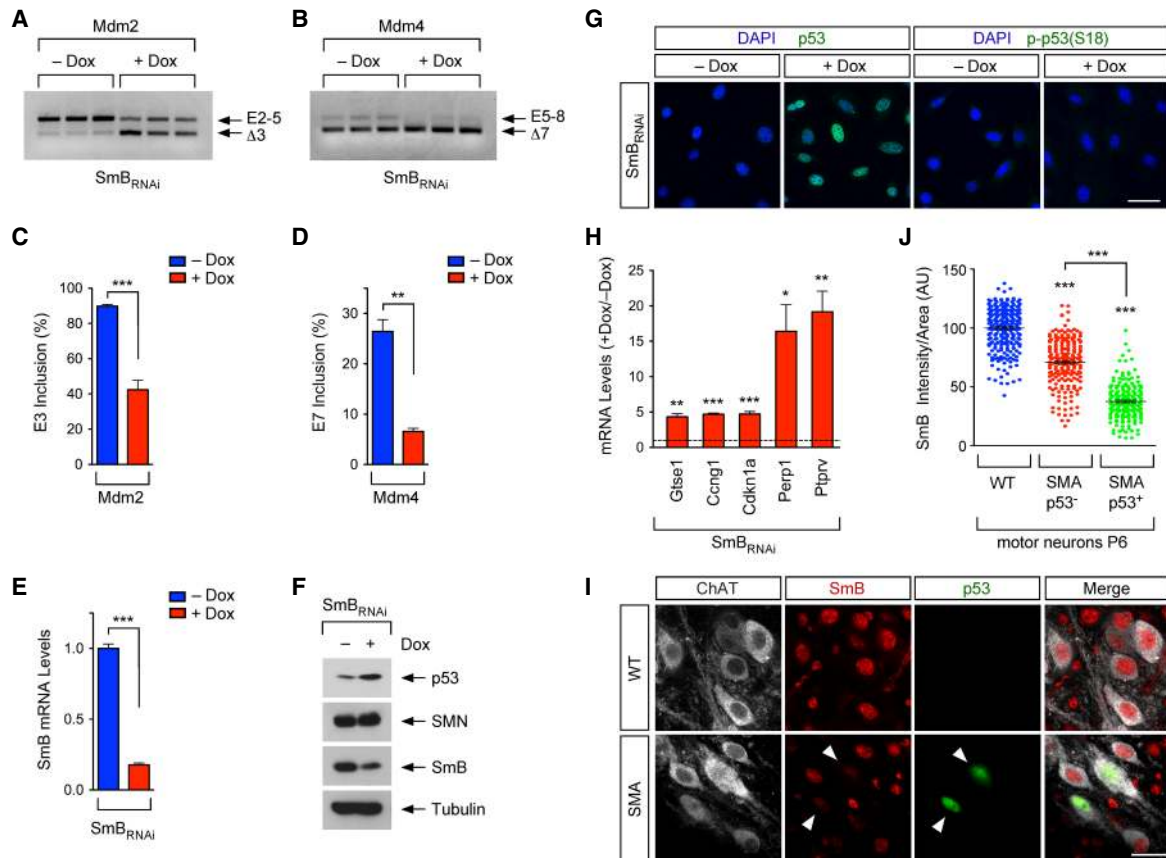 A
Mdm2
– Dox + Dox
E2-5
Δ3
SmBRNAi
B
Mdm4
– Dox + Dox
E5-8
Δ7
SmBRNAi
C
– Dox
+ Dox
***
E3 Inclusion (%)
100
80
60
40
20
0
Mdm2
D
– Dox
+ Dox
**
E7 Inclusion (%)
30
20
10
0
Mdm4
E
– Dox
+ Dox
***
SmB mRNA Levels
1.0
0.5
0.0
SmBRNAi
F
SmBRNAi
– + Dox
p53
SMN
SmB
Tubulin
G
DAPI p53
DAPI p-p53(S18)
– Dox + Dox – Dox + Dox
SmBRNAi
H
mRNA Levels (+Dox/–Dox)
25
20
15
10
5
0
** *** *** * **
Gtse1 Ccng1 Cdkn1a Perp1 Ptprv
SmBRNAi
J
SmB Intensity/Area (AU)
150
100
50
0
***
*** ***
WT SMA SMA
p53- p53+
motor neurons P6
I
ChAT SmB p53 Merge
WT
SMA